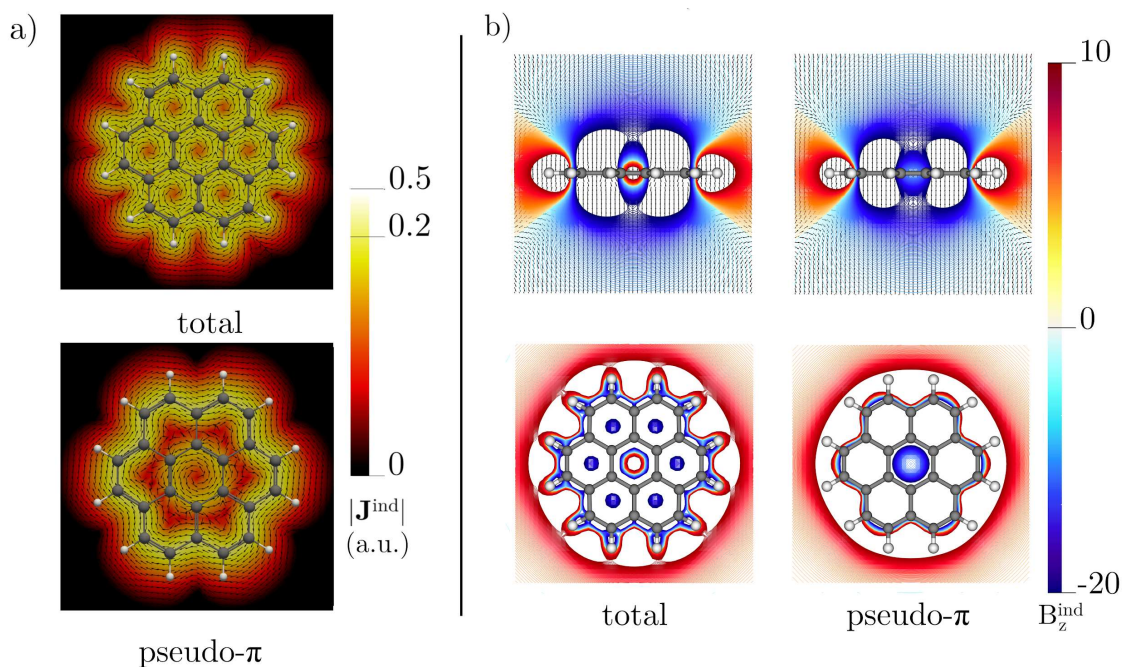 a)
b)
total
pseudo-π
0.5
0.2
0
|J^ind|
(a.u.)
total
pseudo-π
10
0
-20
B_z^ind